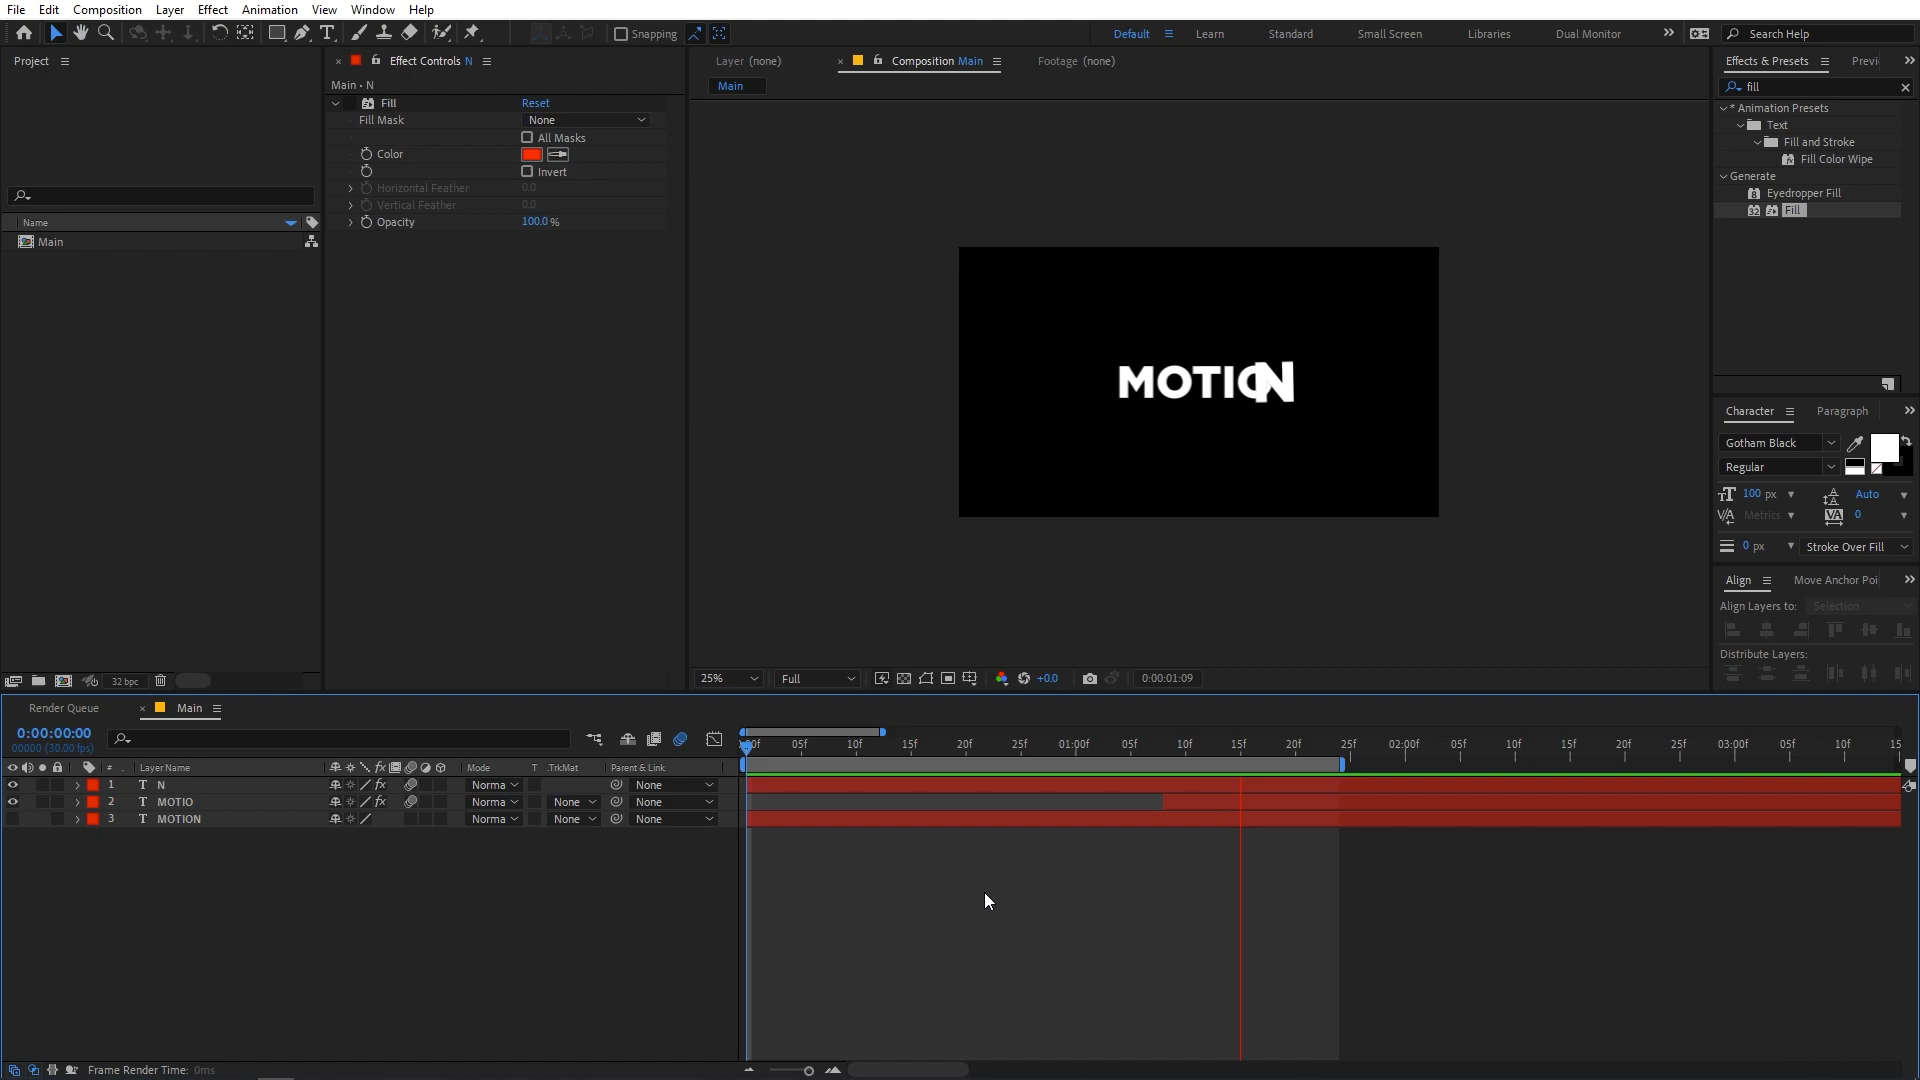 File Edit Composition Layer Effect Animation View Window Help
Snapping
Default Learn Standard Small Screen Libraries Dual Monitor Search Help
Project
Effect Controls N
Layer (none)
Composition Main
Footage (none)
Effects & Presets
Previ
Main • N
Main
fill
Fill Reset
Fill Mask None
All Masks
Color
Invert
Horizontal Feather 0.0
Vertical Feather 0.0
Opacity 100.0 %
* Animation Presets
Text
Fill and Stroke
Fill Color Wipe
Generate
Eyedropper Fill
32 Fill
Name
Main
MOTION
Character Paragraph
Gotham Black
Regular
100 px Auto
Metrics 0
0 px Stroke Over Fill
Align Move Anchor Poi
Align Layers to: Selection
Distribute Layers:
32 bpc
25% Full +0.0 0:00:01:09
Render Queue Main
0:00:00:00
00000 (30.00 fps)
:00f 05f 10f 15f 20f 25f 01:00f 05f 10f 15f 20f 25f 02:00f 05f 10f 15f 20f 25f 03:00f 05f 10f 15
# Layer Name fx Mode T .TrkMat Parent & Link
1 T N fx Norma None
2 T MOTIO fx Norma None None
3 T MOTION Norma None None
Frame Render Time: 0ms